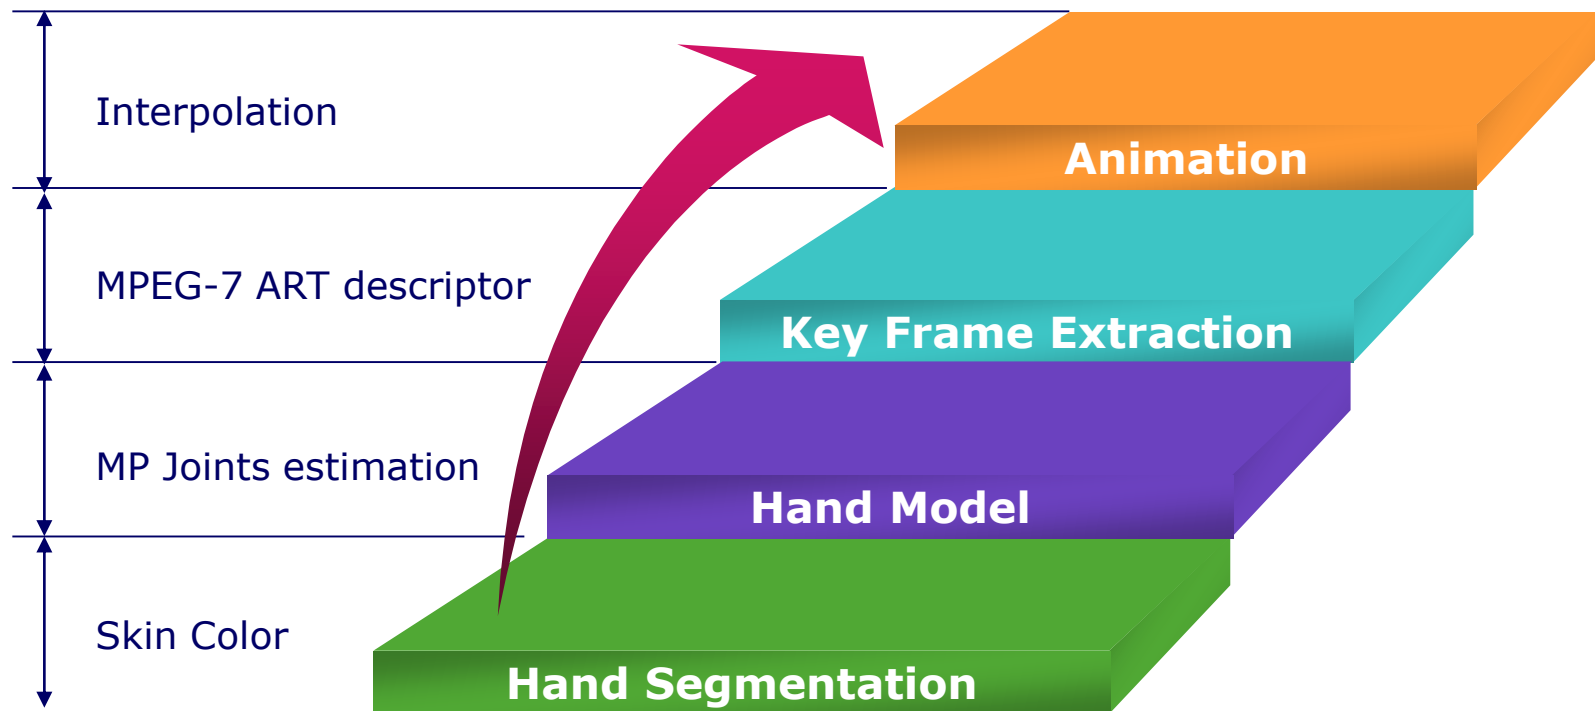 Interpolation
Animation
MPEG-7 ART descriptor
Key Frame Extraction
MP Joints estimation
Hand Model
Skin Color
Hand Segmentation